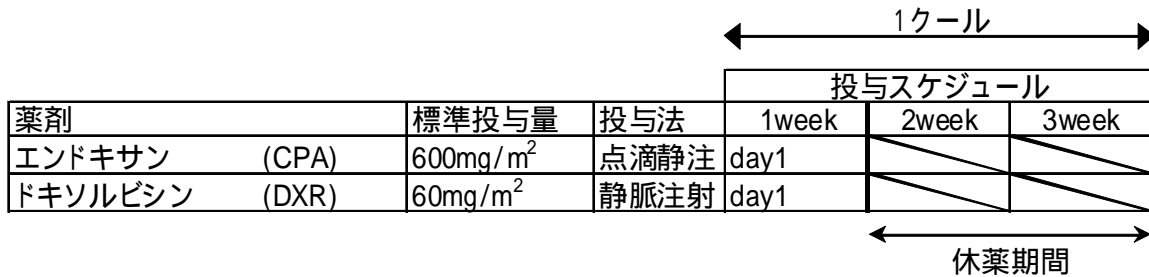 1クール
投与スケジュール
薬剤 標準投与量 投与法 1week 2week 3week
エンドキサン (CPA) 600mg/m² 点滴静注 day1
ドキソルビシン (DXR) 60mg/m² 静脈注射 day1
休薬期間